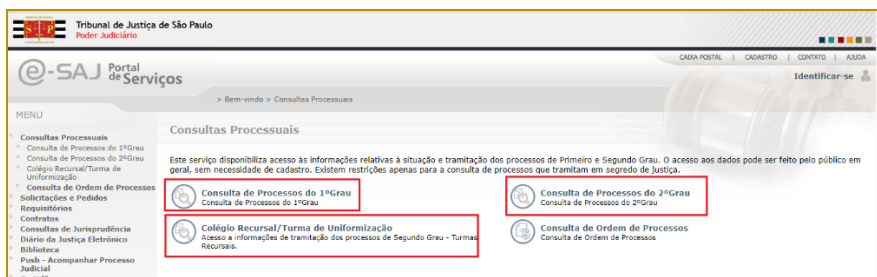 Tribunal de Justiça de São Paulo
Poder Judiciário
CAIXA POSTAL | CADASTRO | CONTATO | AJUDA
e-SAJ Portal de Serviços
Identificar-se
> Bem-vindo > Consultas Processuais
MENU
Consultas Processuais
Consulta de Processos do 1ºGrau
Consulta de Processos do 2ºGrau
Colégio Recursal/Turma de
Uniformização
Consulta de Ordem de Processos
Solicitações e Pedidos
Requisitórios
Contratos
Consultas de Jurisprudência
Diário da Justiça Eletrônico
Biblioteca
Push - Acompanhar Processo
Judicial
Consultas Processuais
Este serviço disponibiliza acesso às informações relativas à situação e tramitação dos processos de Primeiro e Segundo Grau. O acesso aos dados pode ser feito pelo público em
geral, sem necessidade de cadastro. Existem restrições apenas para a consulta de processos que tramitam em segredo de justiça.
Consulta de Processos do 1ºGrau
Consulta de Processos do 1ºGrau
Consulta de Processos do 2ºGrau
Consulta de Processos do 2ºGrau
Colégio Recursal/Turma de Uniformização
Acesso a informações de tramitação dos processos de Segundo Grau - Turmas
Recursais.
Consulta de Ordem de Processos
Consulta de Ordem de Processos